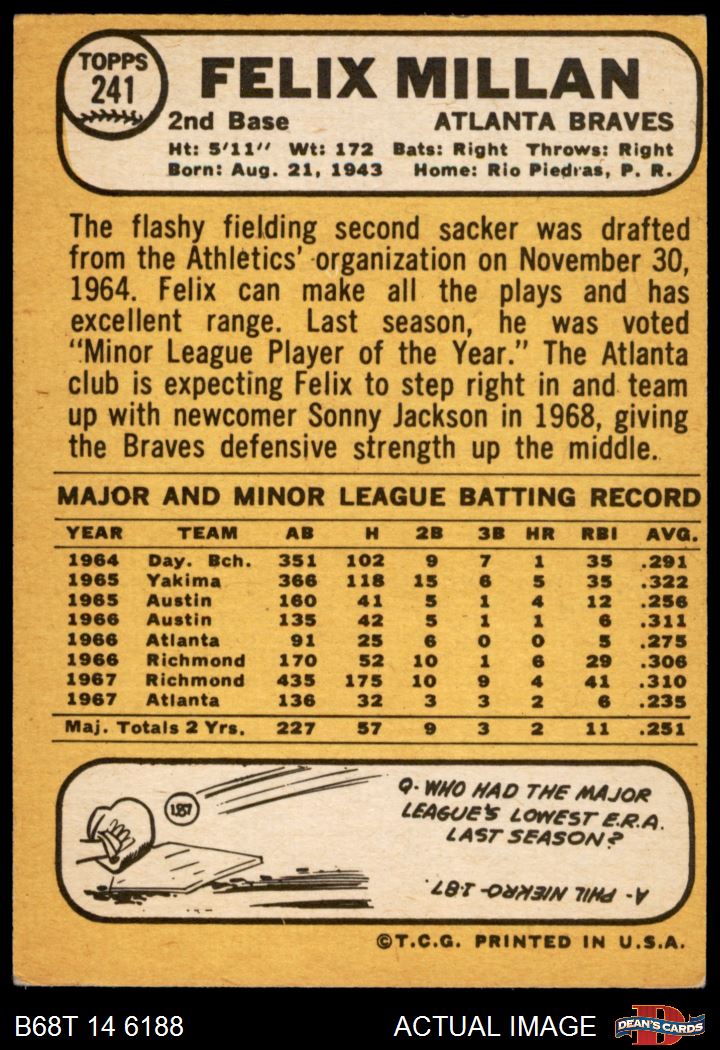 TOPPS
241
FELIX MILLAN
2nd Base ATLANTA BRAVES
Ht: 5'11" Wt: 172 Bats: Right Throws: Right
Born: Aug. 21, 1943 Home: Rio Piedras, P. R.
The flashy fielding second sacker was drafted
from the Athletics' organization on November 30,
1964. Felix can make all the plays and has
excellent range. Last season, he was voted
"Minor League Player of the Year." The Atlanta
club is expecting Felix to step right in and team
up with newcomer Sonny Jackson in 1968, giving
the Braves defensive strength up the middle.
MAJOR AND MINOR LEAGUE BATTING RECORD
YEAR TEAM AB H 2B 3B HR RBI AVG.
1964 Day. Bch. 351 102 9 7 1 35 .291
1965 Yakima 366 118 15 6 5 35 .322
1965 Austin 160 41 5 1 4 12 .256
1966 Austin 135 42 5 1 1 6 .311
1966 Atlanta 91 25 6 0 0 5 .275
1966 Richmond 170 52 10 1 6 29 .306
1967 Richmond 435 175 10 9 4 41 .310
1967 Atlanta 136 32 3 3 2 6 .235
Maj. Totals 2 Yrs. 227 57 9 3 2 11 .251
1.87
Q. WHO HAD THE MAJOR
LEAGUE'S LOWEST E.R.A.
LAST SEASON?
A - PHIL NIEKRO - 1.87.
©T.C.G. PRINTED IN U.S.A.
B68T 14 6188 ACTUAL IMAGE
D
DEAN'S CARDS